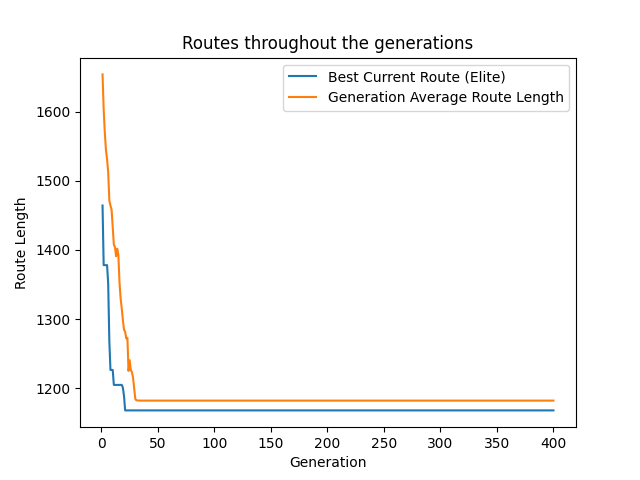 Routes throughout the generations
Best Current Route (Elite)
Generation Average Route Length
Route Length
1600
1500
1400
1300
1200
0 50 100 150 200 250 300 350 400
Generation